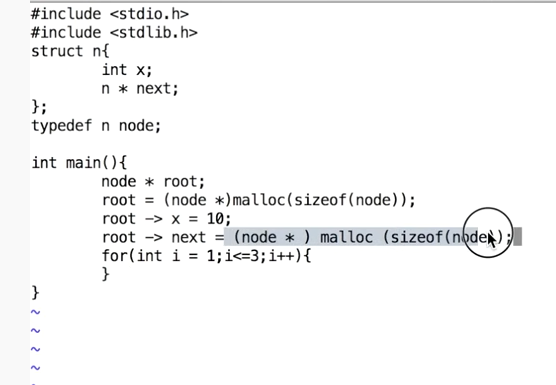 #include <stdio.h>
#include <stdlib.h>
struct n{
        int x;
        n * next;
};
typedef n node;

int main(){
        node * root;
        root = (node *)malloc(sizeof(node));
        root -> x = 10;
        root -> next = (node * ) malloc (sizeof(node));
        for(int i = 1;i<=3;i++){
        }
}
~
~
~
~
~